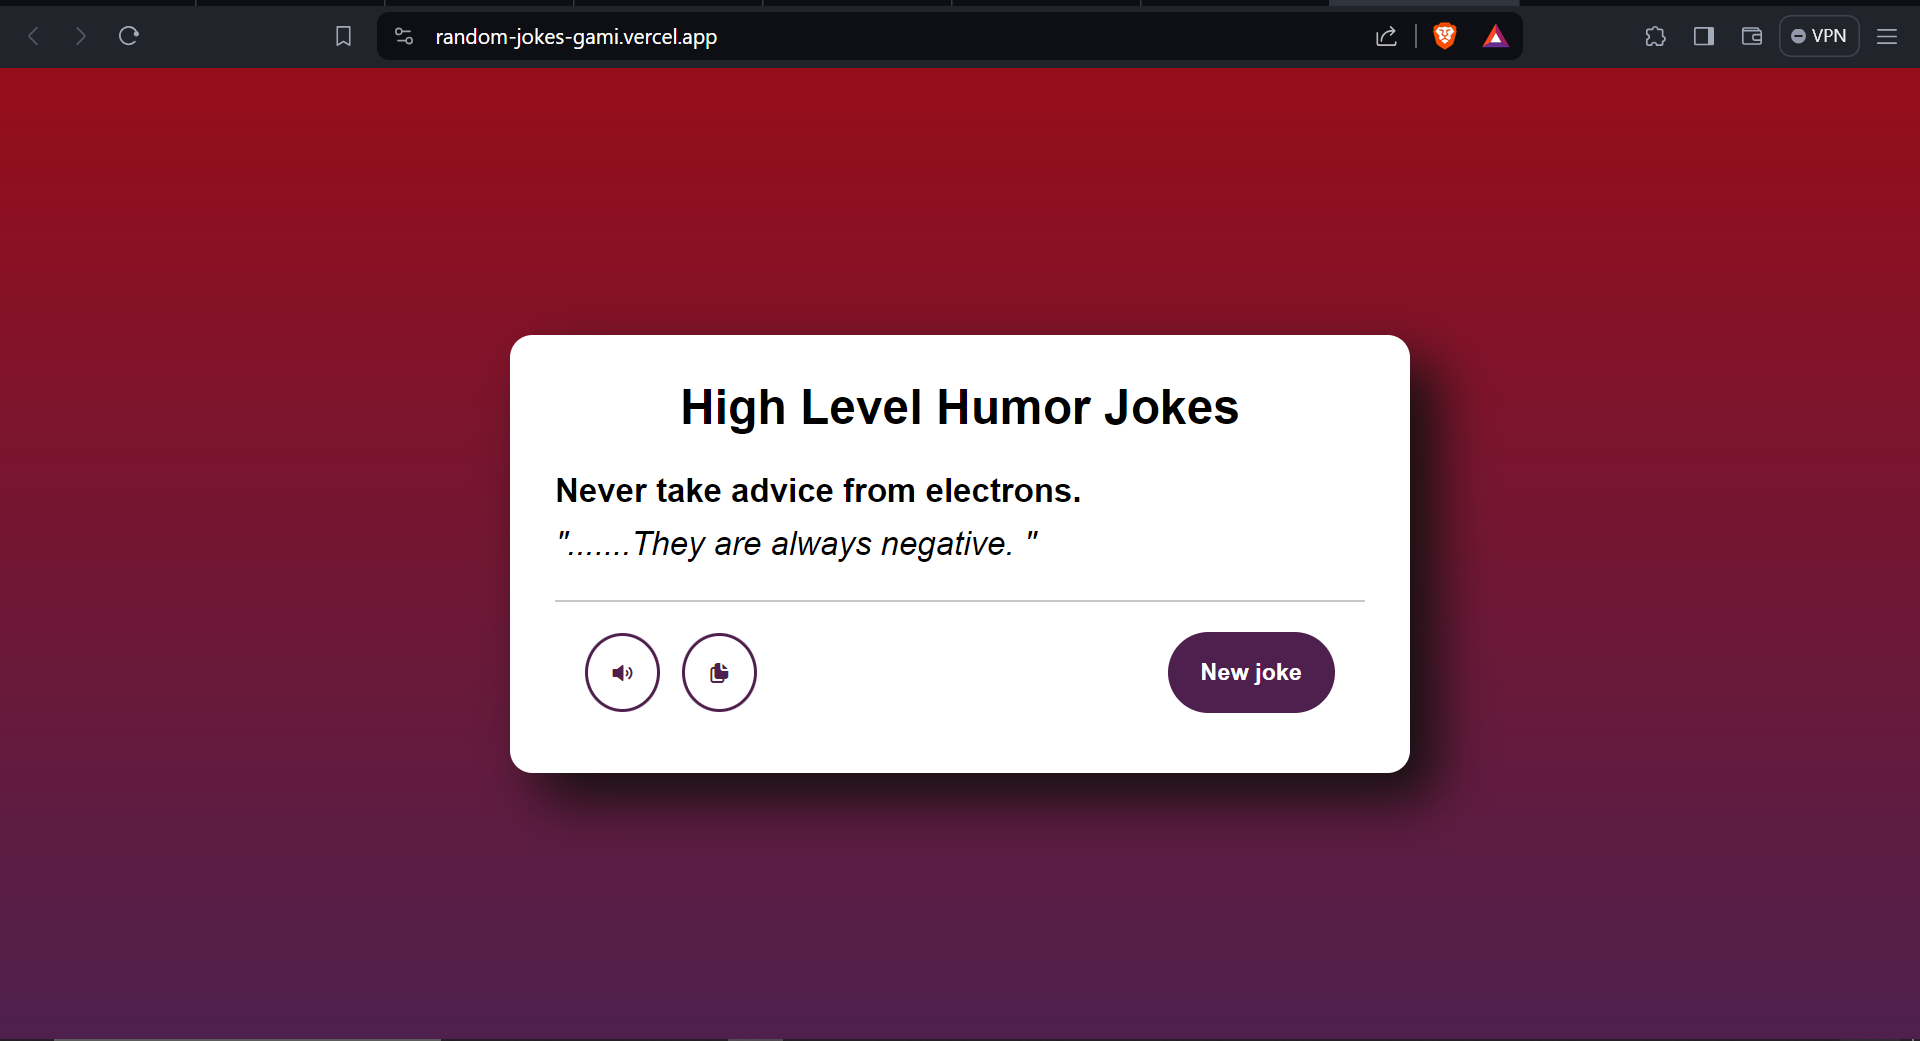 random-jokes-gami.vercel.app
VPN
High Level Humor Jokes
Never take advice from electrons.
".......They are always negative. "
New joke